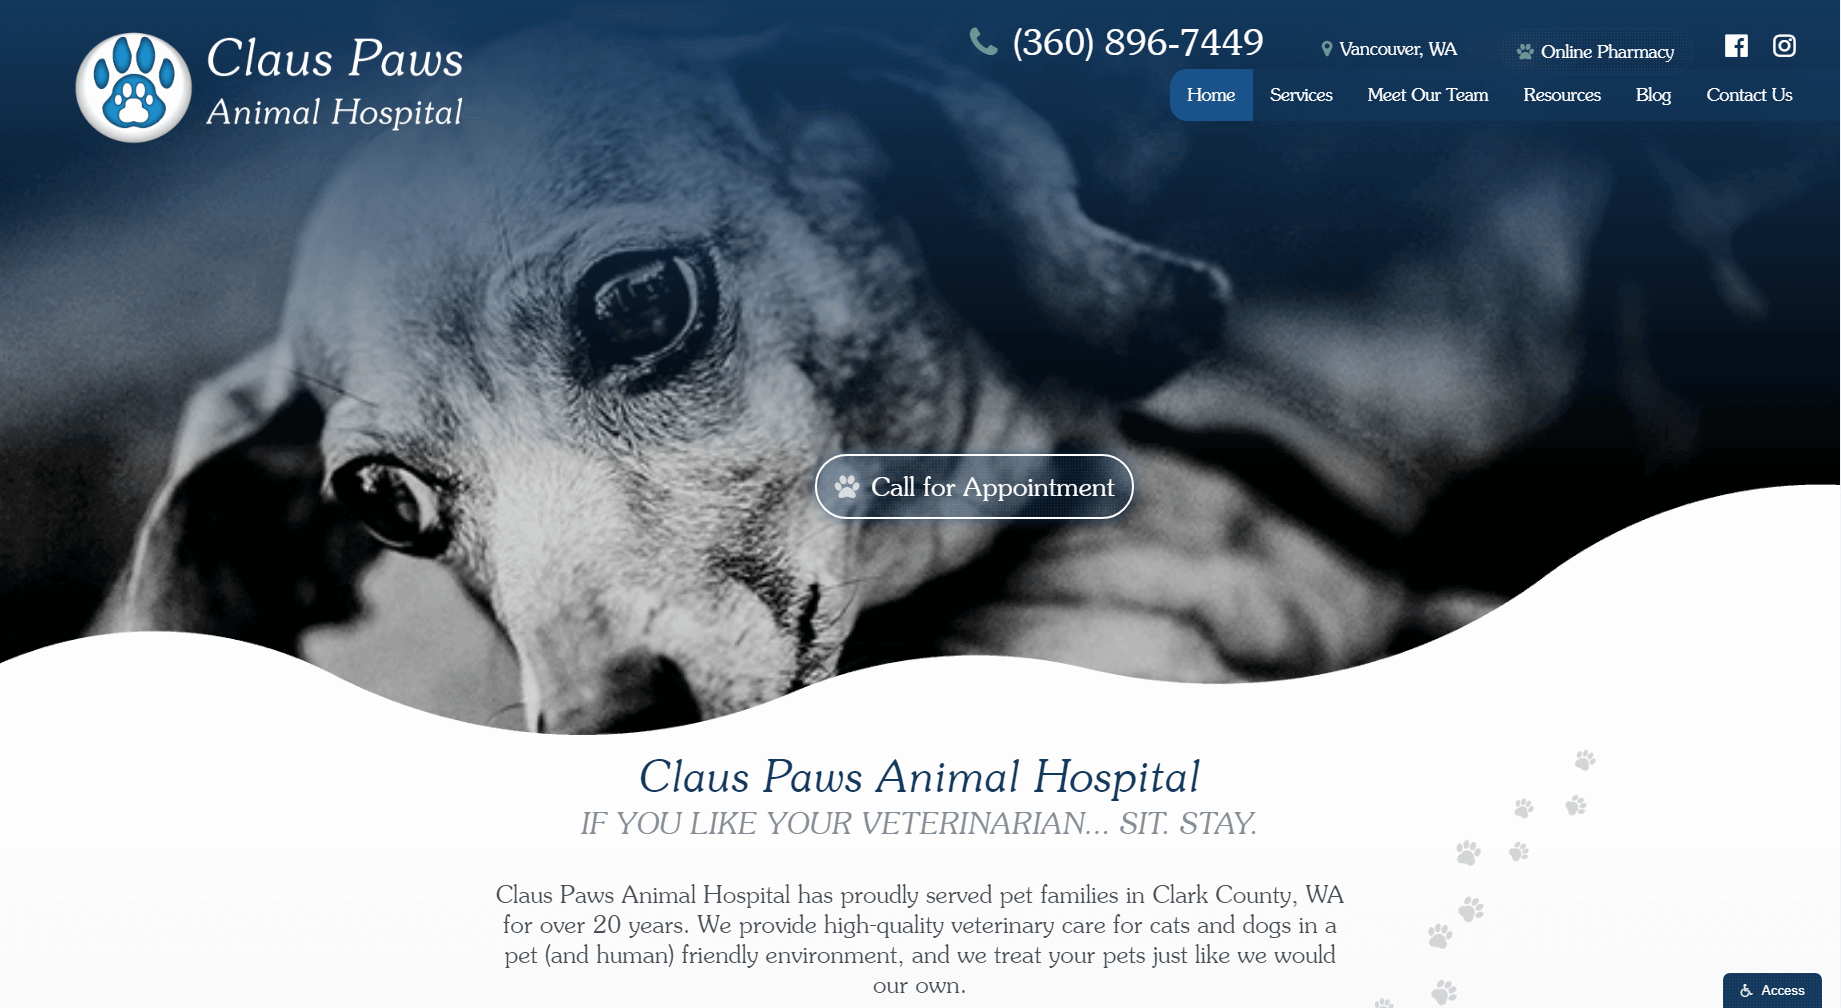 Claus Paws
Animal Hospital
(360) 896-7449
Vancouver, WA
Online Pharmacy
Home
Services
Meet Our Team
Resources
Blog
Contact Us
Call for Appointment
Claus Paws Animal Hospital
IF YOU LIKE YOUR VETERINARIAN... SIT. STAY.
Claus Paws Animal Hospital has proudly served pet families in Clark County, WA
for over 20 years. We provide high-quality veterinary care for cats and dogs in a
pet (and human) friendly environment, and we treat your pets just like we would
our own.
Access